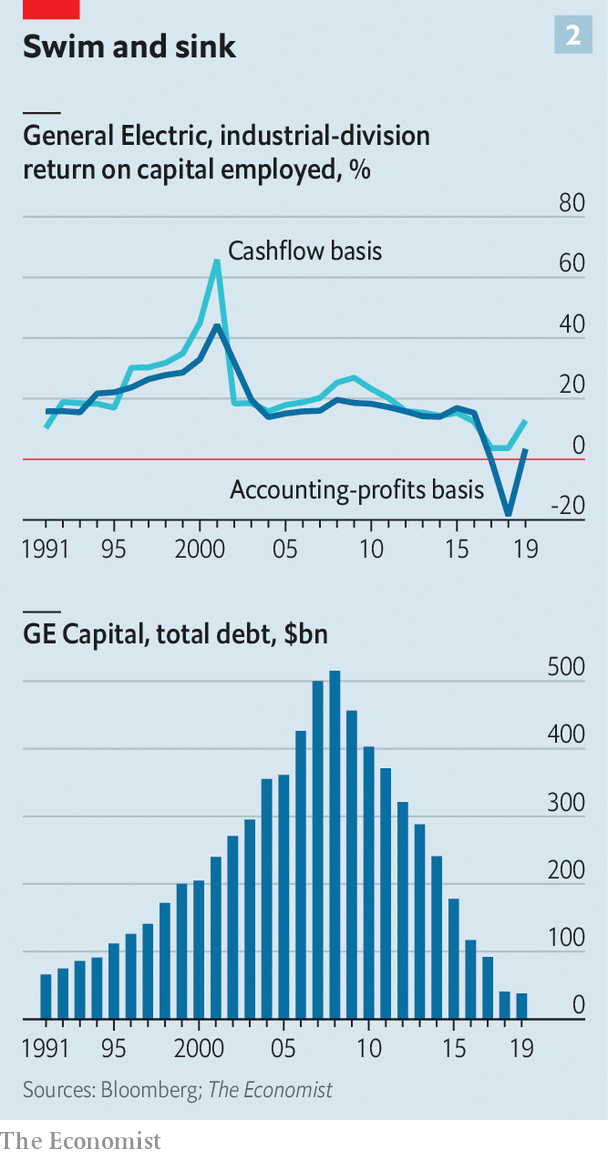 Swim and sink
2
General Electric, industrial-division
return on capital employed, %
80
Cashflow basis
60
40
20
0
Accounting-profits basis
-20
1991 95 2000 05 10 15 19
GE Capital, total debt, $bn
500
400
300
200
100
0
1991 95 2000 05 10 15 19
Sources: Bloomberg; The Economist
The Economist